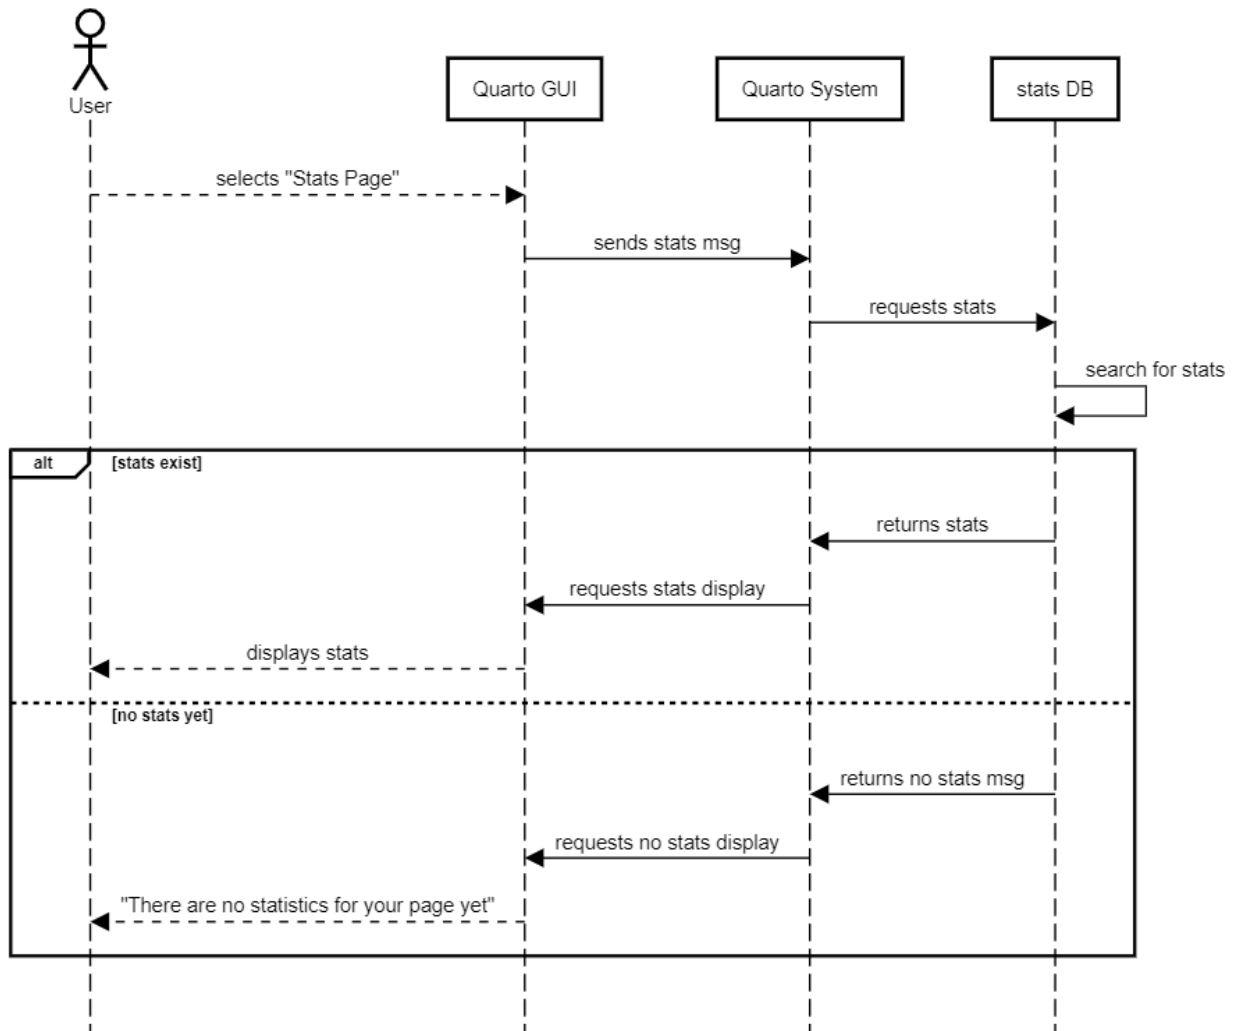 User
Quarto GUI
Quarto System
stats DB
selects "Stats Page"
sends stats msg
requests stats
search for stats
alt
[stats exist]
returns stats
requests stats display
displays stats
[no stats yet]
returns no stats msg
requests no stats display
"There are no statistics for your page yet"